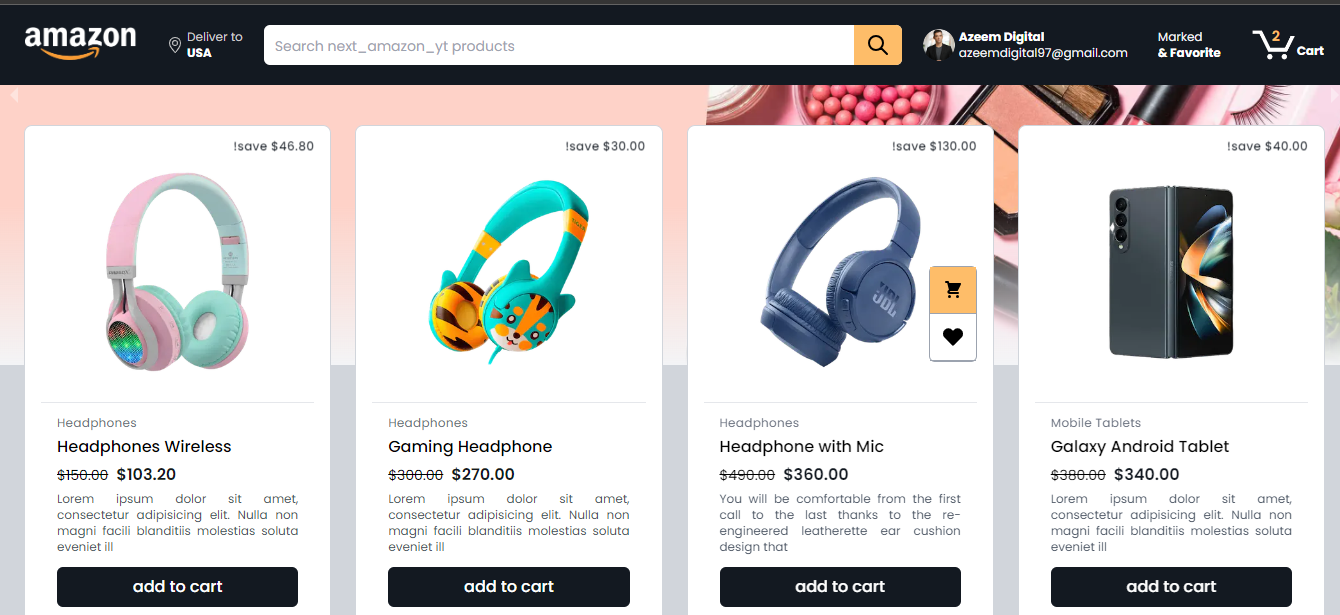 amazon
Deliver to
USA
Search next_amazon_yt products
Azeem Digital
azeemdigital97@gmail.com
Marked
& Favorite
2
Cart
!save $46.80
Headphones
Headphones Wireless
$150.00 $103.20
Lorem ipsum dolor sit amet,
consectetur adipisicing elit. Nulla non
magni facili blanditiis molestias soluta
eveniet ill
add to cart
!save $30.00
Headphones
Gaming Headphone
$300.00 $270.00
Lorem ipsum dolor sit amet,
consectetur adipisicing elit. Nulla non
magni facili blanditiis molestias soluta
eveniet ill
add to cart
!save $130.00
JBL
Headphones
Headphone with Mic
$490.00 $360.00
You will be comfortable from the first
call to the last thanks to the re-
engineered leatherette ear cushion
design that
add to cart
!save $40.00
Mobile Tablets
Galaxy Android Tablet
$380.00 $340.00
Lorem ipsum dolor sit amet,
consectetur adipisicing elit. Nulla non
magni facili blanditiis molestias soluta
eveniet ill
add to cart